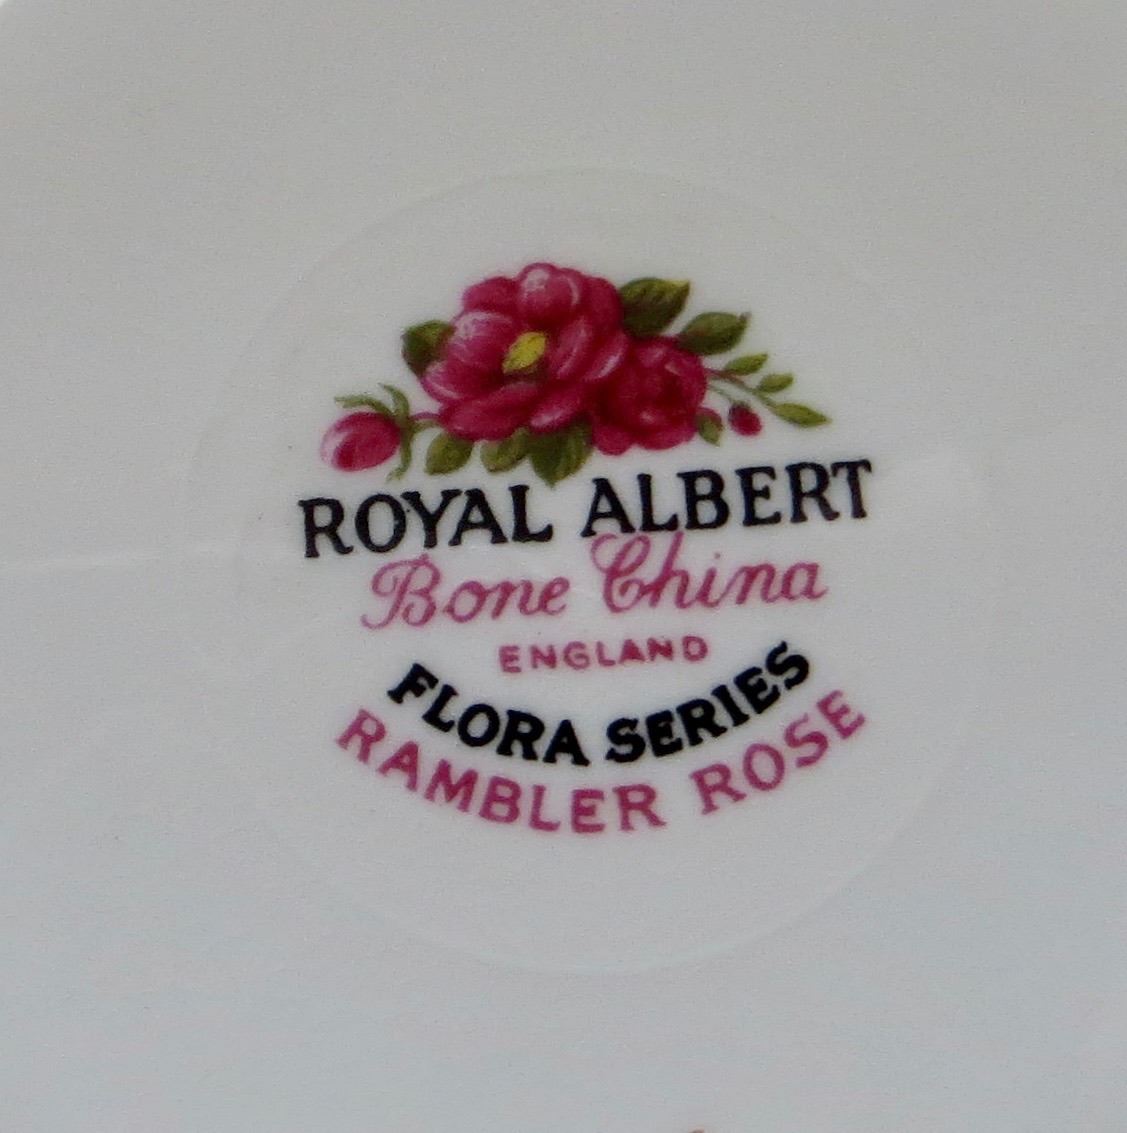 ROYAL ALBERT
Bone China
ENGLAND
FLORA SERIES
RAMBLER ROSE